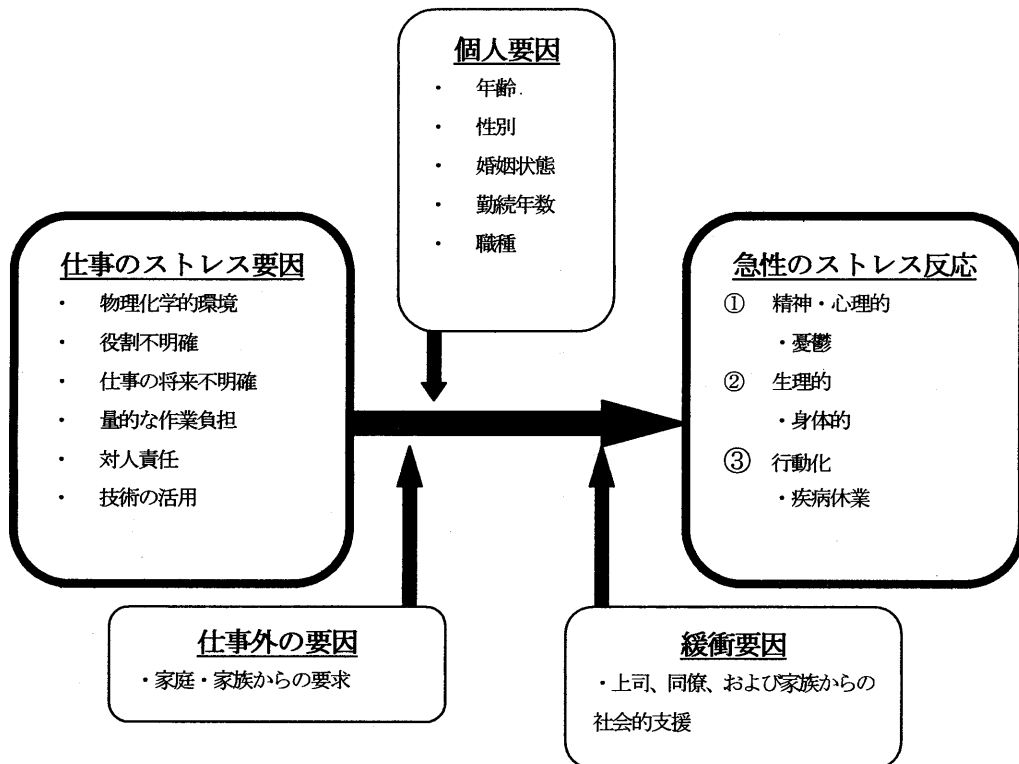 個人要因
・ 年齢
・ 性別
・ 婚姻状態
・ 勤続年数
・ 職種
仕事のストレス要因
・ 物理化学的環境
・ 役割不明確
・ 仕事の将来不明確
・ 量的な作業負担
・ 対人責任
・ 技術の活用
急性のストレス反応
① 精神・心理的
・憂鬱
② 生理的
・身体的
③ 行動化
・疾病休業
仕事外の要因
・家庭・家族からの要求
緩衝要因
・上司、同僚、および家族からの
社会的支援